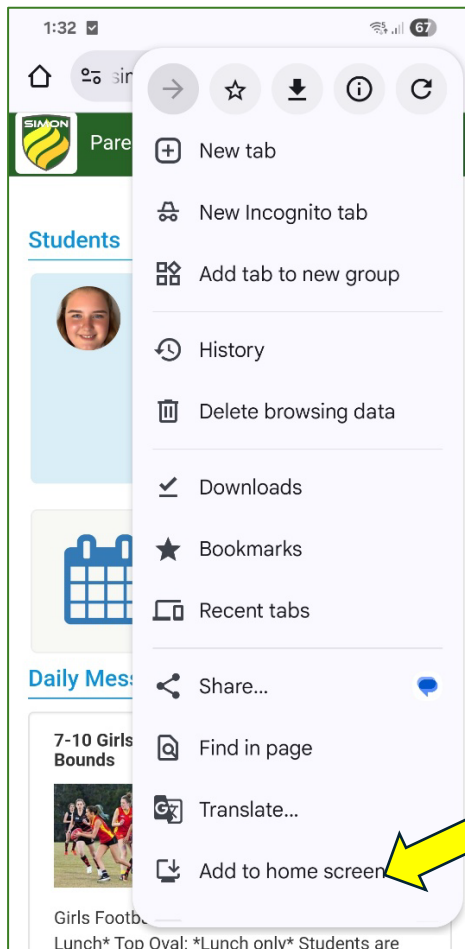 1:32
67
sim
SIMON
Pare
New tab
New Incognito tab
Add tab to new group
Students
History
Delete browsing data
Downloads
Bookmarks
Recent tabs
Daily Mes
Share...
7-10 Girls
Bounds
Find in page
Translate...
Add to home screen
Girls Footb
Lunch* Top Oval: *Lunch only* Students are